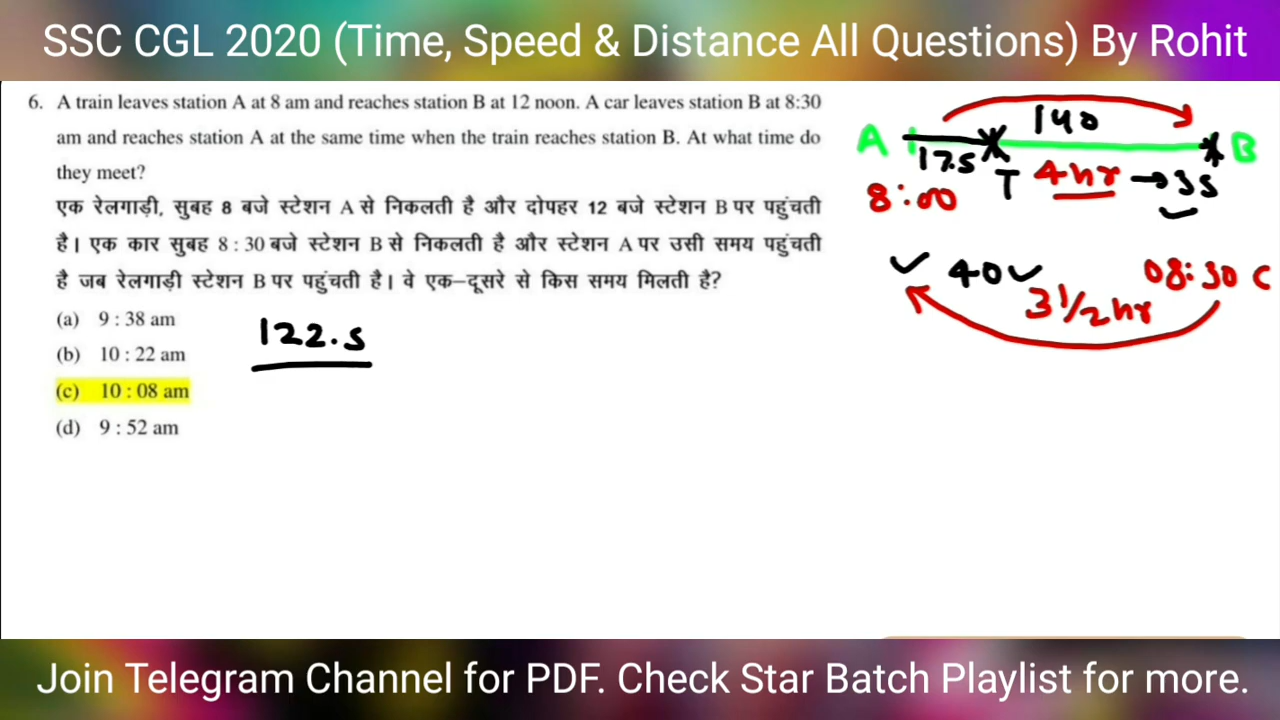 SSC CGL 2020 (Time, Speed & Distance All Questions) By Rohit
6. A train leaves station A at 8 am and reaches station B at 12 noon. A car leaves station B at 8:30
am and reaches station A at the same time when the train reaches station B. At what time do
they meet?
एक रेलगाड़ी, सुबह 8 बजे स्टेशन A से निकलती है और दोपहर 12 बजे स्टेशन B पर पहुंचती
है। एक कार सुबह 8 : 30 बजे स्टेशन B से निकलती है और स्टेशन A पर उसी समय पहुंचती
है जब रेलगाड़ी स्टेशन B पर पहुंचती है। वे एक-दूसरे से किस समय मिलती है?
(a) 9 : 38 am
(b) 10 : 22 am
(c) 10 : 08 am
(d) 9 : 52 am
122.5
140
A B
17.5 T 4hr → 35
8:00
40 08:30 C
3 1/2 hr
Join Telegram Channel for PDF. Check Star Batch Playlist for more.